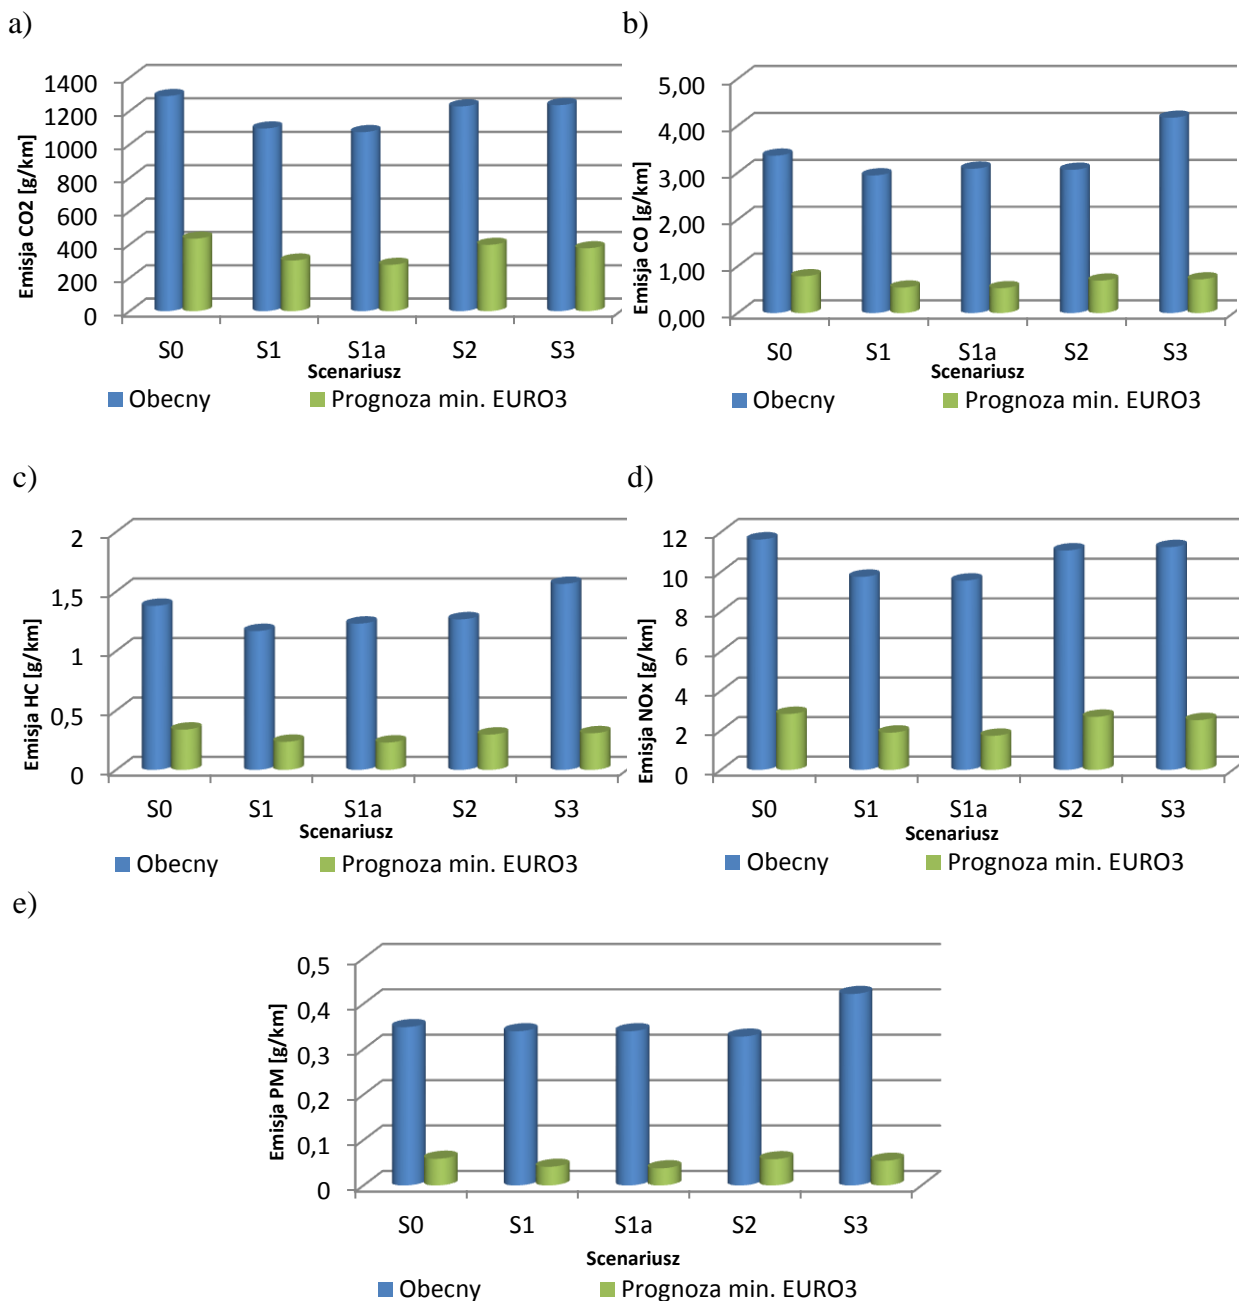 a)
Emisja CO2 [g/km]
1400
1200
1000
800
600
400
200
0
S0 S1 S1a S2 S3
Scenariusz
Obecny Prognoza min. EURO3
b)
Emisja CO [g/km]
5,00
4,00
3,00
2,00
1,00
0,00
S0 S1 S1a S2 S3
Scenariusz
Obecny Prognoza min. EURO3
c)
Emisja HC [g/km]
2
1,5
1
0,5
0
S0 S1 S1a S2 S3
Scenariusz
Obecny Prognoza min. EURO3
d)
Emisja NOx [g/km]
12
10
8
6
4
2
0
S0 S1 S1a S2 S3
Scenariusz
Obecny Prognoza min. EURO3
e)
Emisja PM [g/km]
0,5
0,4
0,3
0,2
0,1
0
S0 S1 S1a S2 S3
Scenariusz
Obecny Prognoza min. EURO3